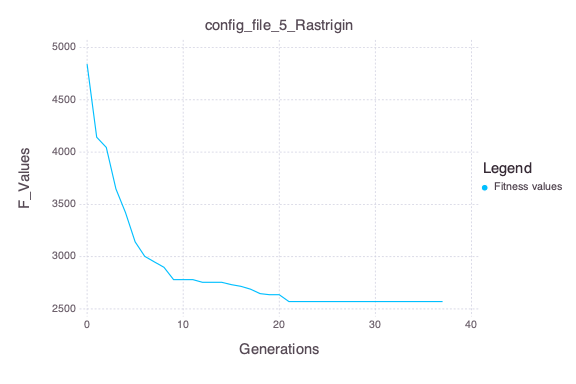 config_file_5_Rastrigin
5000
4500
4000
3500
3000
2500
F_Values
0
10
20
30
40
Generations
Legend
Fitness values